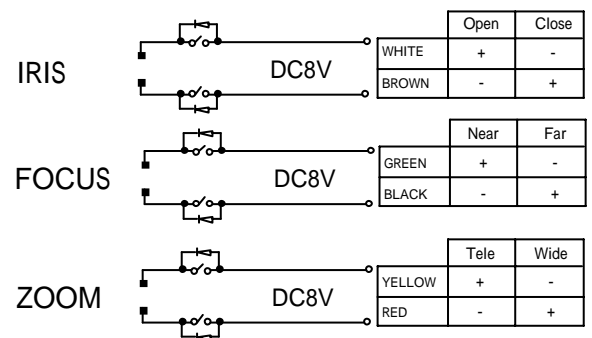 Open Close
IRIS DC8V WHITE + -
BROWN - +
Near Far
FOCUS DC8V GREEN + -
BLACK - +
Tele Wide
ZOOM DC8V YELLOW + -
RED - +